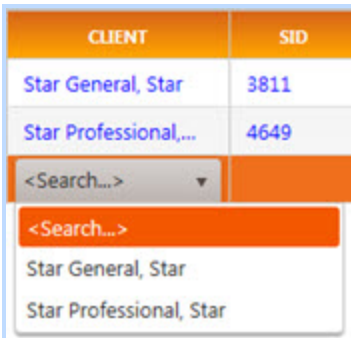 CLIENT SID
Star General, Star 3811
Star Professional,... 4649
<Search...>
<Search...>
Star General, Star
Star Professional, Star